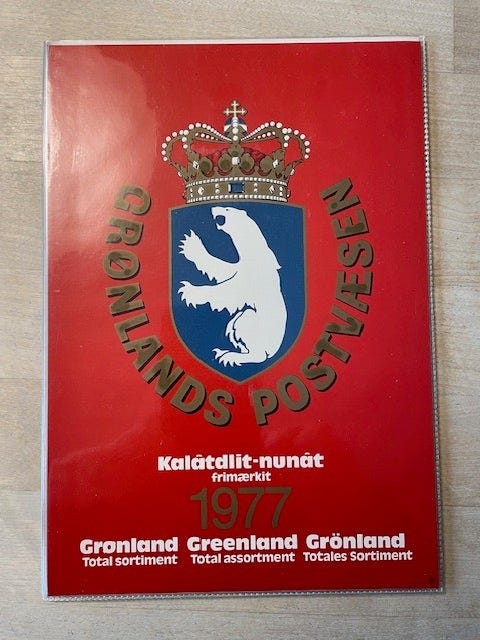 GRØNLANDS POSTVÆSEN
Kalâtdlit-nunât
frimærkit
1977
Grønland Greenland Grönland
Total sortiment Total assortment Totales Sortiment